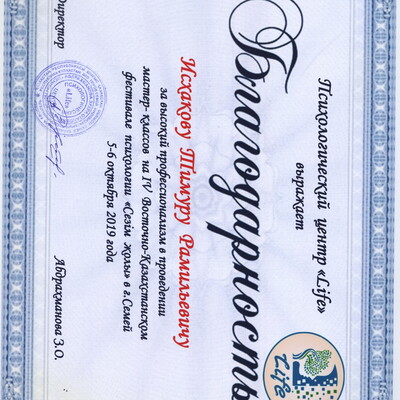 Психологический центр «Life»
выражает
Благодарность
Исхакову Тимуру Рамильевичу
за высокий профессионализм в проведении
мастер-классов на IV Восточно-Казахстанском
фестивале психологии «Сезім жолы» в г.Семей
5-6 октября 2019 года
Директор
Абдрахманова З.О.
Life
«Life»